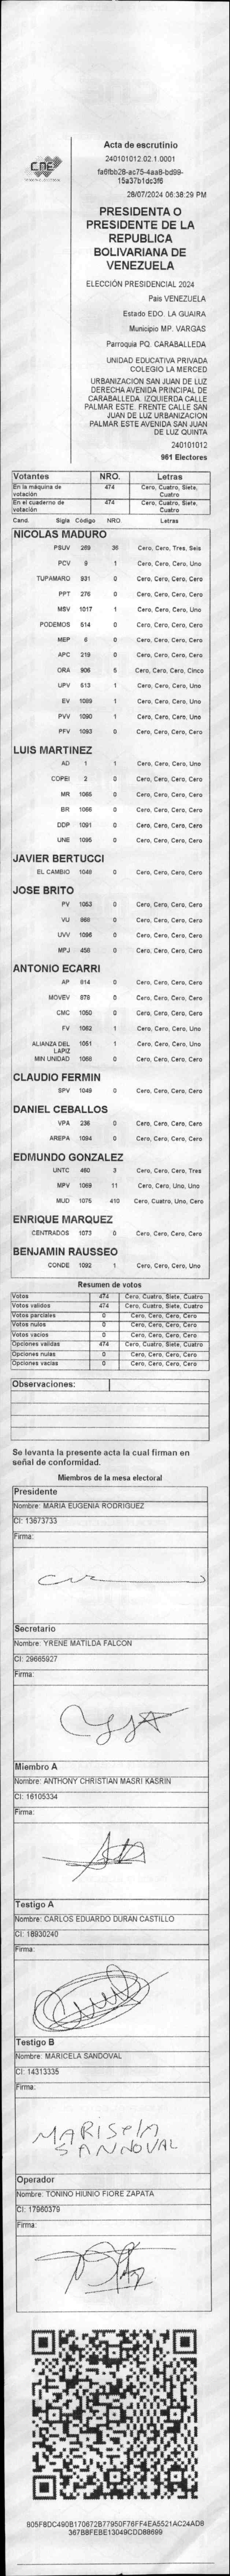 CNE
Acta de escrutinio
240101012.02.1.0001
fa6fbb28-ac75-4aa8-bd99-
15a37b1dc3f6
28/07/2024 06:38:29 PM
PRESIDENTA O
PRESIDENTE DE LA
REPUBLICA
BOLIVARIANA DE
VENEZUELA
ELECCIÓN PRESIDENCIAL 2024
Pais VENEZUELA
Estado EDO. LA GUAIRA
Municipio MP. VARGAS
Parroquia PQ. CARABALLEDA
UNIDAD EDUCATIVA PRIVADA
COLEGIO LA MERCED
URBANIZACION SAN JUAN DE LUZ
DERECHA AVENIDA PRINCIPAL DE
CARABALLEDA. IZQUIERDA CALLE
PALMAR ESTE. FRENTE CALLE SAN
JUAN DE LUZ URBANIZACION
PALMAR ESTE AVENIDA SAN JUAN
DE LUZ QUINTA
240101012
961 Electores
Votantes NRO. Letras
En la máquina de votación 474 Cero, Cuatro, Siete, Cuatro
En el cuaderno de votación 474 Cero, Cuatro, Siete, Cuatro
Cand. Sigla Código NRO. Letras
NICOLAS MADURO
PSUV 269 36 Cero, Cero, Tres, Seis
PCV 9 1 Cero, Cero, Cero, Uno
TUPAMARO 931 0 Cero, Cero, Cero, Cero
PPT 276 0 Cero, Cero, Cero, Cero
MSV 1017 1 Cero, Cero, Cero, Uno
PODEMOS 514 0 Cero, Cero, Cero, Cero
MEP 6 0 Cero, Cero, Cero, Cero
APC 219 0 Cero, Cero, Cero, Cero
ORA 906 5 Cero, Cero, Cero, Cinco
UPV 613 1 Cero, Cero, Cero, Uno
EV 1089 1 Cero, Cero, Cero, Uno
PVV 1090 1 Cero, Cero, Cero, Uno
PFV 1093 0 Cero, Cero, Cero, Cero
LUIS MARTINEZ
AD 1 1 Cero, Cero, Cero, Uno
COPEI 2 0 Cero, Cero, Cero, Cero
MR 1065 0 Cero, Cero, Cero, Cero
BR 1066 0 Cero, Cero, Cero, Cero
DDP 1091 0 Cero, Cero, Cero, Cero
UNE 1095 0 Cero, Cero, Cero, Cero
JAVIER BERTUCCI
EL CAMBIO 1048 0 Cero, Cero, Cero, Cero
JOSE BRITO
PV 1053 0 Cero, Cero, Cero, Cero
VU 868 0 Cero, Cero, Cero, Cero
UVV 1096 0 Cero, Cero, Cero, Cero
MPJ 456 0 Cero, Cero, Cero, Cero
ANTONIO ECARRI
AP 914 0 Cero, Cero, Cero, Cero
MOVEV 978 0 Cero, Cero, Cero, Cero
CMC 1050 0 Cero, Cero, Cero, Cero
FV 1062 1 Cero, Cero, Cero, Uno
ALIANZA DEL LAPIZ 1051 1 Cero, Cero, Cero, Uno
MIN UNIDAD 1058 0 Cero, Cero, Cero, Cero
CLAUDIO FERMIN
SPV 1049 0 Cero, Cero, Cero, Cero
DANIEL CEBALLOS
VPA 236 0 Cero, Cero, Cero, Cero
AREPA 1094 0 Cero, Cero, Cero, Cero
EDMUNDO GONZALEZ
UNTC 460 3 Cero, Cero, Cero, Tres
MPV 1069 11 Cero, Cero, Uno, Uno
MUD 1075 410 Cero, Cuatro, Uno, Cero
ENRIQUE MARQUEZ
CENTRADOS 1073 0 Cero, Cero, Cero, Cero
BENJAMIN RAUSSEO
CONDE 1092 1 Cero, Cero, Cero, Uno
Resumen de votos
Votos 474 Cero, Cuatro, Siete, Cuatro
Votos validos 474 Cero, Cuatro, Siete, Cuatro
Votos parciales 0 Cero, Cero, Cero, Cero
Votos nulos 0 Cero, Cero, Cero, Cero
Votos vacios 0 Cero, Cero, Cero, Cero
Opciones validas 474 Cero, Cuatro, Siete, Cuatro
Opciones nulas 0 Cero, Cero, Cero, Cero
Opciones vacias 0 Cero, Cero, Cero, Cero
Observaciones:
Se levanta la presente acta la cual firman en
señal de conformidad.
Miembros de la mesa electoral
Presidente
Nombre: MARIA EUGENIA RODRIGUEZ
CI: 13673733
Firma:
Secretario
Nombre: YRENE MATILDA FALCON
CI: 29665927
Firma:
Miembro A
Nombre: ANTHONY CHRISTIAN MASRI KASRIN
CI: 16105334
Firma:
Testigo A
Nombre: CARLOS EDUARDO DURAN CASTILLO
CI: 18930240
Firma:
Testigo B
Nombre: MARICELA SANDOVAL
CI: 14313335
Firma:
MARISELA
SANDOVAL
Operador
Nombre: TONINO HIUNIO FIORE ZAPATA
CI: 17960379
Firma:
605F8DC490B170672B77950F76FF4EA5521AC24AD8
367B8FEBE13049CDD88699